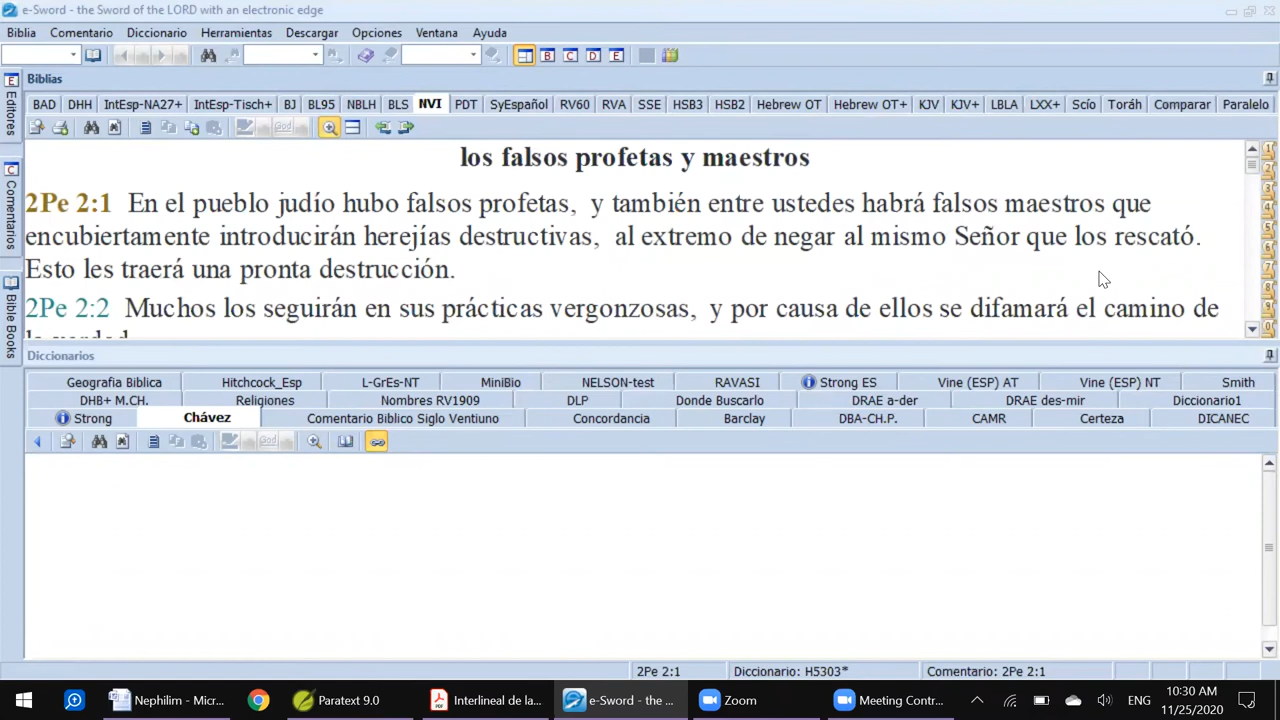 e-Sword - the Sword of the LORD with an electronic edge
Biblia Comentario Diccionario Herramientas Descargar Opciones Ventana Ayuda
B C D E
Biblias
BAD DHH IntEsp-NA27+ IntEsp-Tisch+ BJ BL95 NBLH BLS NVI PDT SyEspañol RV60 RVA SSE HSB3 HSB2 Hebrew OT Hebrew OT+ KJV KJV+ LBLA LXX+ Scío Toráh Comparar Paralelo
God
E Editores
C Comentarios
Bible Books
los falsos profetas y maestros
2Pe 2:1 En el pueblo judío hubo falsos profetas, y también entre ustedes habrá falsos maestros que
encubiertamente introducirán herejías destructivas, al extremo de negar al mismo Señor que los rescató.
Esto les traerá una pronta destrucción.
2Pe 2:2 Muchos los seguirán en sus prácticas vergonzosas, y por causa de ellos se difamará el camino de
la verdad
Diccionarios
Geografia Biblica Hitchcock_Esp L-GrEs-NT MiniBio NELSON-test RAVASI Strong ES Vine (ESP) AT Vine (ESP) NT Smith
DHB+ M.CH. Religiones Nombres RV1909 DLP Donde Buscarlo DRAE a-der DRAE des-mir Diccionario1
Strong Chávez Comentario Biblico Siglo Ventiuno Concordancia Barclay DBA-CH.P. CAMR Certeza DICANEC
God
2Pe 2:1 Diccionario: H5303* Comentario: 2Pe 2:1
Nephilim - Micr... Paratext 9.0 Interlineal de la... e-Sword - the ... Zoom Meeting Contr... ENG 10:30 AM
11/25/2020